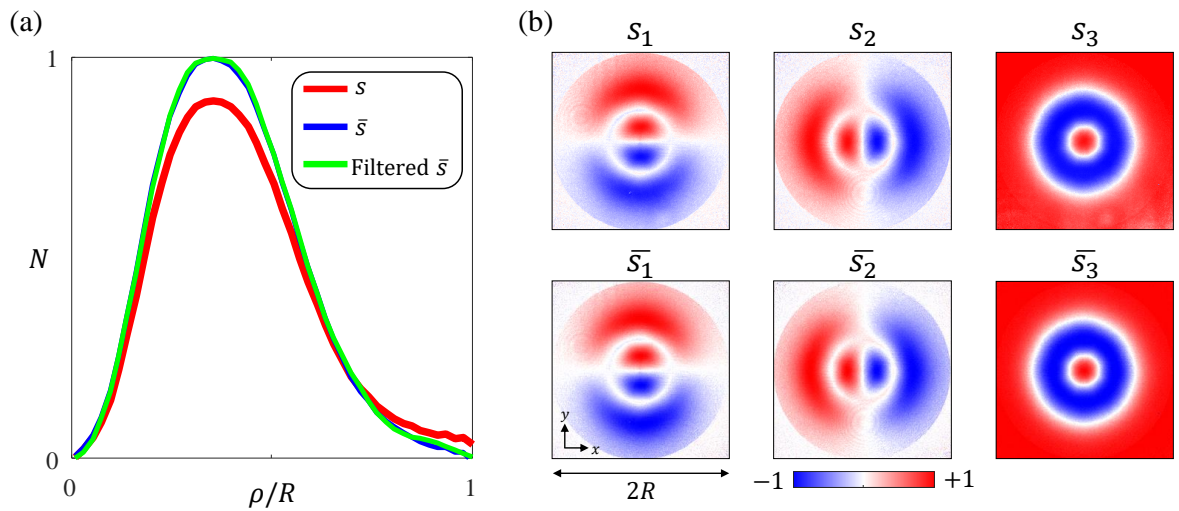 (a)
1
N
0
0
ρ/R
1
s
s̄
Filtered s̄
(b)
s₁
s₂
s₃
s̄₁
s̄₂
s̄₃
y
x
2R
−1
+1